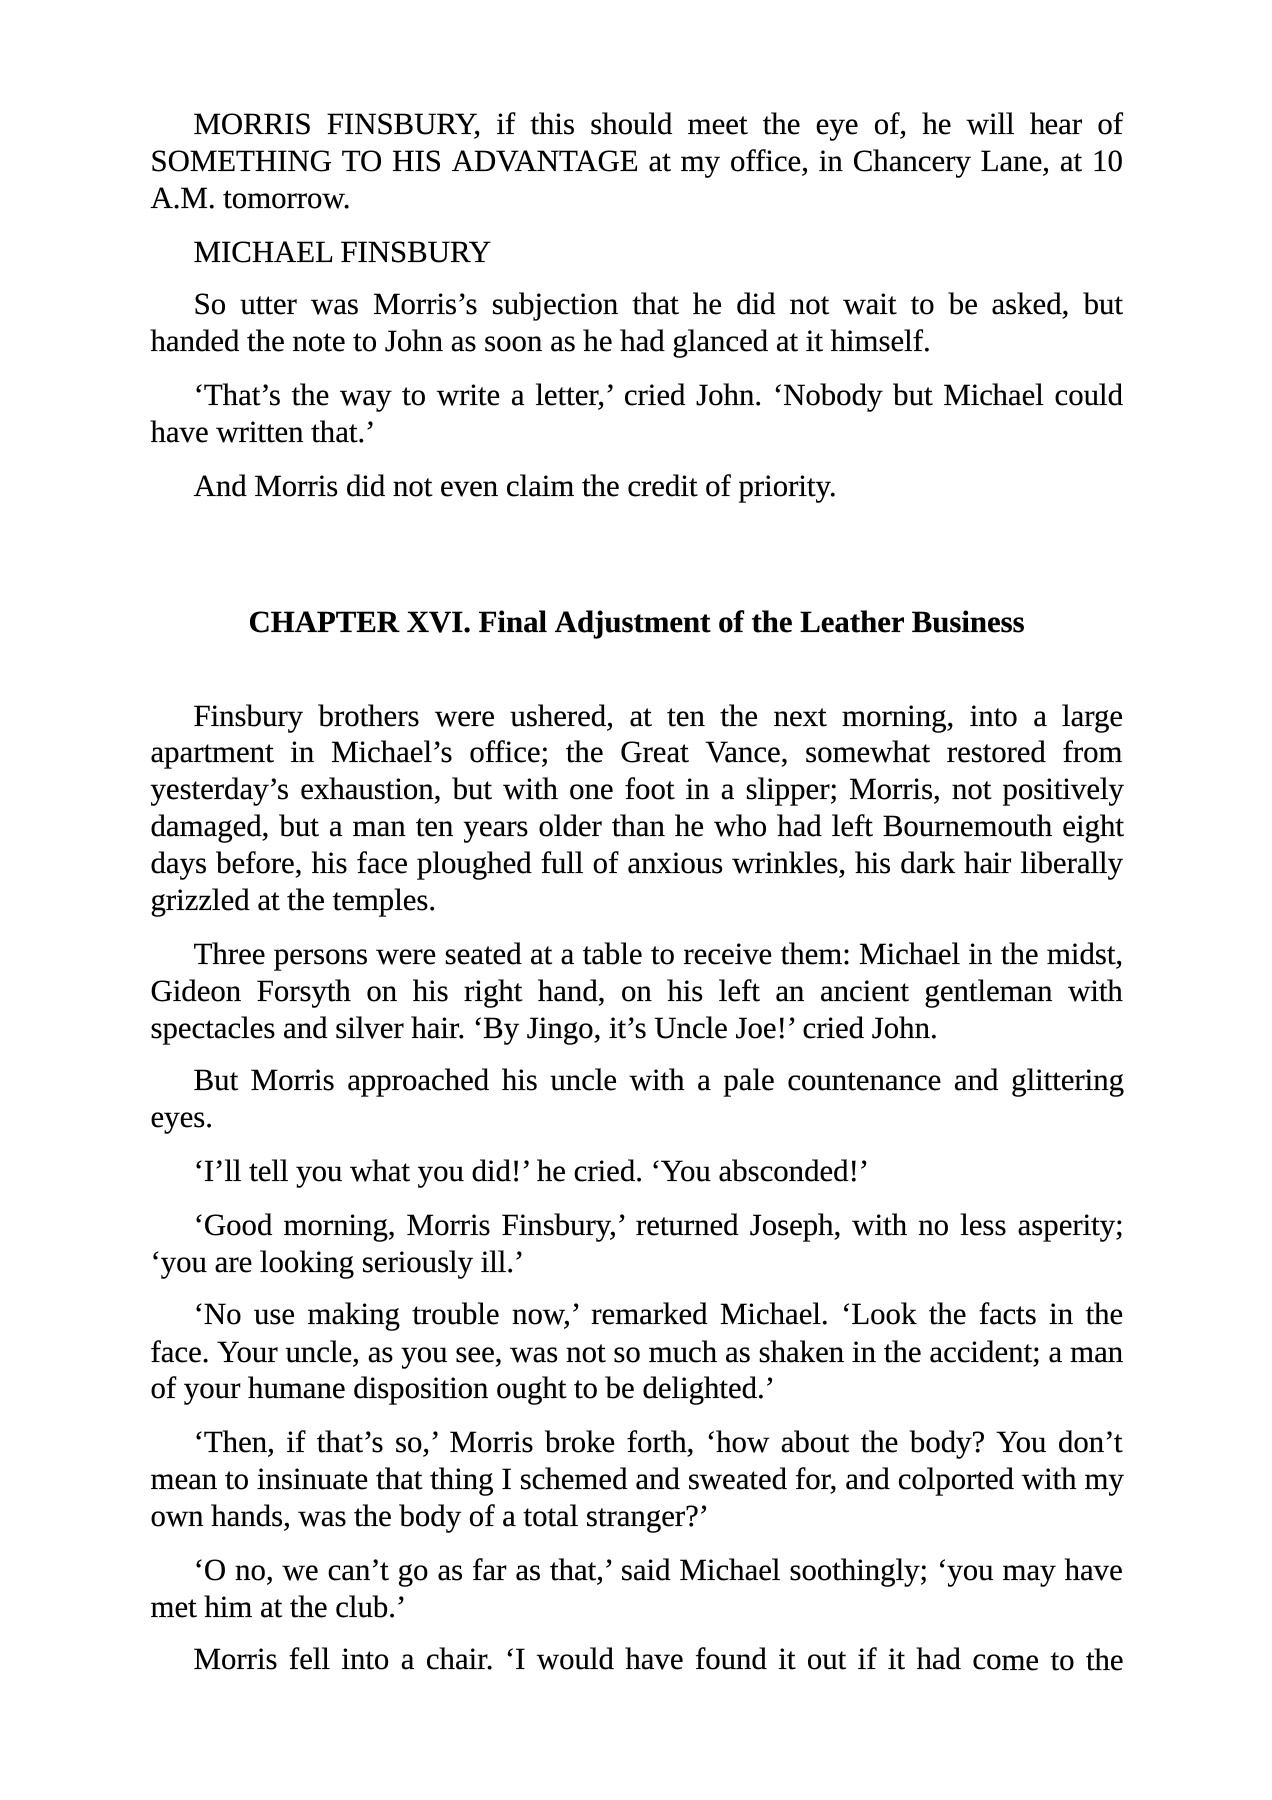 MORRIS FINSBURY, if this should meet the eye of, he will hear of
SOMETHING TO HIS ADVANTAGE at my office, in Chancery Lane, at 10
A.M. tomorrow.
MICHAEL FINSBURY
So utter was Morris’s subjection that he did not wait to be asked, but
handed the note to John as soon as he had glanced at it himself.
‘That’s the way to write a letter,’ cried John. ‘Nobody but Michael could
have written that.’
And Morris did not even claim the credit of priority.
CHAPTER XVI. Final Adjustment of the Leather Business
Finsbury brothers were ushered, at ten the next morning, into a large
apartment in Michael’s office; the Great Vance, somewhat restored from
yesterday’s exhaustion, but with one foot in a slipper; Morris, not positively
damaged, but a man ten years older than he who had left Bournemouth eight
days before, his face ploughed full of anxious wrinkles, his dark hair liberally
grizzled at the temples.
Three persons were seated at a table to receive them: Michael in the midst,
Gideon Forsyth on his right hand, on his left an ancient gentleman with
spectacles and silver hair. ‘By Jingo, it’s Uncle Joe!’ cried John.
But Morris approached his uncle with a pale countenance and glittering
eyes.
‘I’ll tell you what you did!’ he cried. ‘You absconded!’
‘Good morning, Morris Finsbury,’ returned Joseph, with no less asperity;
‘you are looking seriously ill.’
‘No use making trouble now,’ remarked Michael. ‘Look the facts in the
face. Your uncle, as you see, was not so much as shaken in the accident; a man
of your humane disposition ought to be delighted.’
‘Then, if that’s so,’ Morris broke forth, ‘how about the body? You don’t
mean to insinuate that thing I schemed and sweated for, and colported with my
own hands, was the body of a total stranger?’
‘O no, we can’t go as far as that,’ said Michael soothingly; ‘you may have
met him at the club.’
Morris fell into a chair. ‘I would have found it out if it had come to the